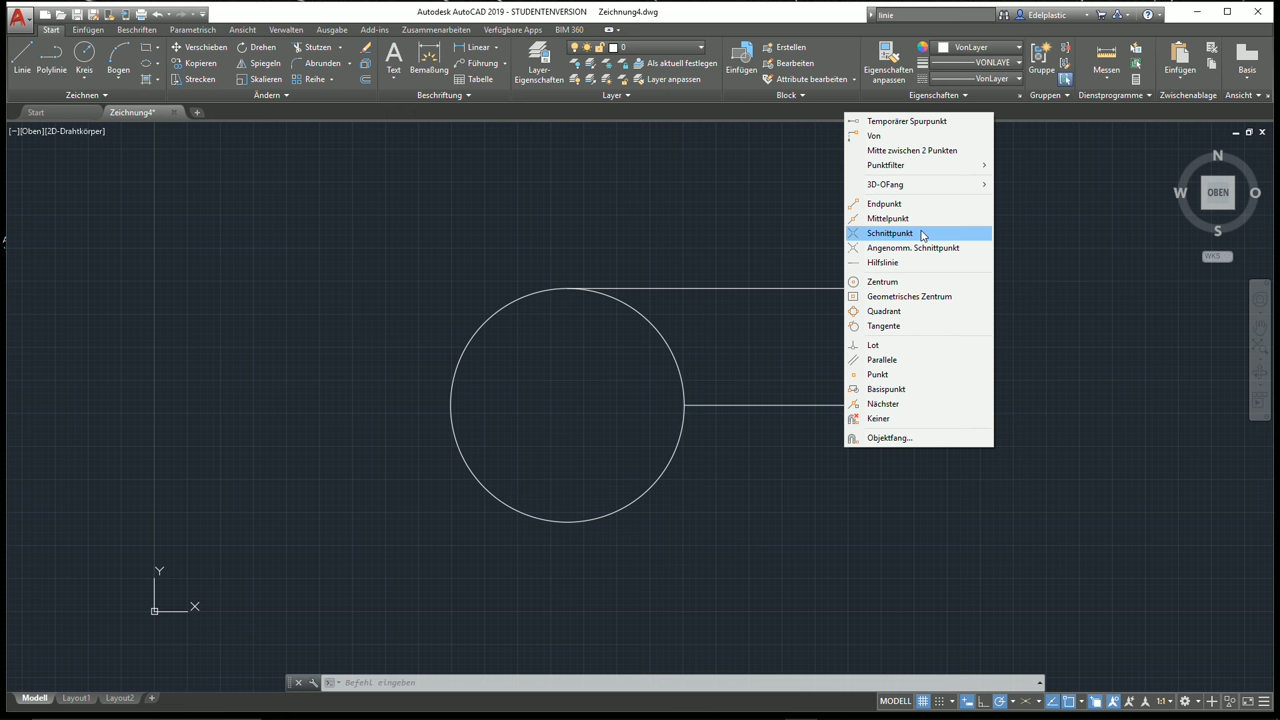 Autodesk AutoCAD 2019 - STUDENTENVERSION Zeichnung4.dwg
linie
Edelplastic
Start Einfügen Beschriften Parametrisch Ansicht Verwalten Ausgabe Add-ins Zusammenarbeiten Verfügbare Apps BIM 360
Linie Polylinie Kreis Bogen
Verschieben Drehen Stutzen
Kopieren Spiegeln Abrunden
Strecken Skalieren Reihe
Text Bemaßung
Linear
Führung
Tabelle
Layer-
Eigenschaften
0
Als aktuell festlegen
Layer anpassen
Einfügen
Erstellen
Bearbeiten
Attribute bearbeiten
Eigenschaften
anpassen
VonLayer
VONLAYE
VonLayer
Gruppe
Messen
Einfügen
Basis
Zeichnen Ändern Beschriftung Layer Block Eigenschaften Gruppen Dienstprogramme Zwischenablage Ansicht
Start Zeichnung4*
[−][Oben][2D-Drahtkörper]
Temporärer Spurpunkt
Von
Mitte zwischen 2 Punkten
Punktfilter
3D-OFang
Endpunkt
Mittelpunkt
Schnittpunkt
Angenomm. Schnittpunkt
Hilfslinie
Zentrum
Geometrisches Zentrum
Quadrant
Tangente
Lot
Parallele
Punkt
Basispunkt
Nächster
Keiner
Objektfang...
N
W OBEN O
S
WKS
Y
X
Befehl eingeben
Modell Layout1 Layout2
MODELL 1:1